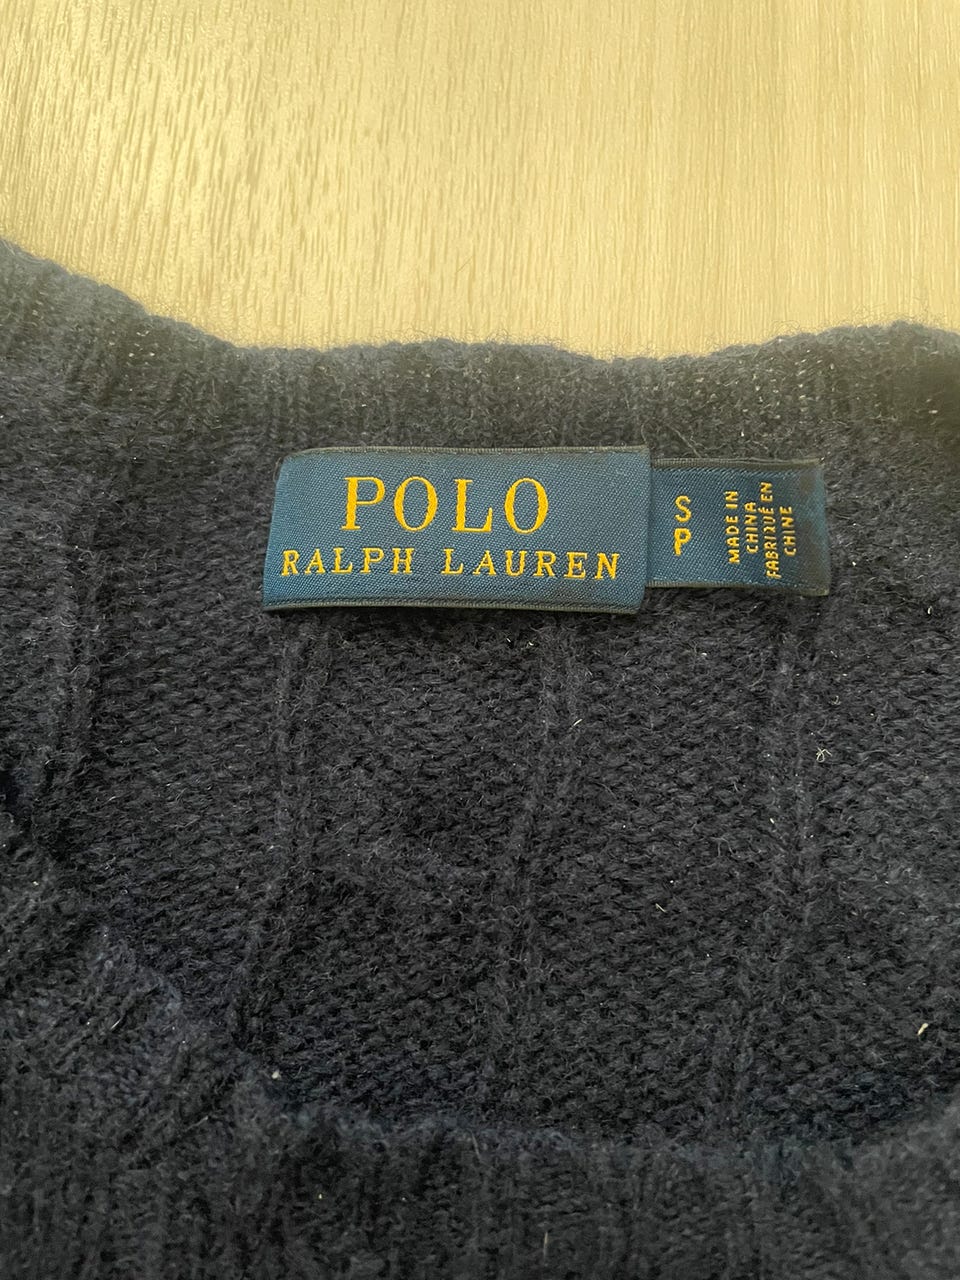 POLO
RALPH LAUREN
S
P
MADE IN
CHINA
FABRIQUÉ EN
CHINE